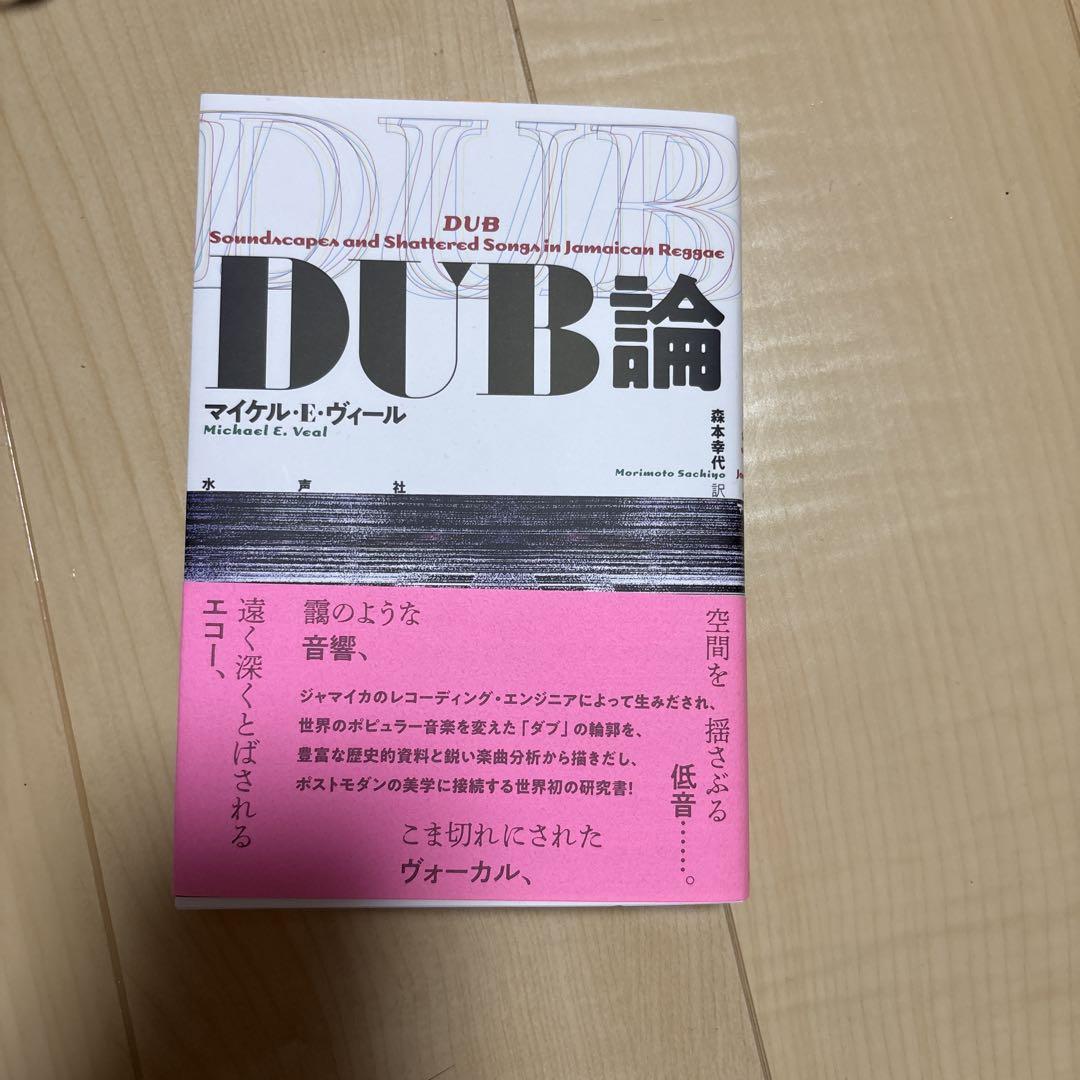 DUB
DUB
Soundscapes and Shattered Songs in Jamaican Reggae
DUB論
マイケル・E・ヴィール
Michael E. Veal
森本幸代 訳
Morimoto Sachiyo
水声社
空間を揺さぶる
低音……。
靄のような
音響、
遠く深くとばされる
エコー、
ジャマイカのレコーディング・エンジニアによって生みだされ、
世界のポピュラー音楽を変えた「ダブ」の輪郭を、
豊富な歴史的資料と鋭い楽曲分析から描きだし、
ポストモダンの美学に接続する世界初の研究書!
こま切れにされた
ヴォーカル、